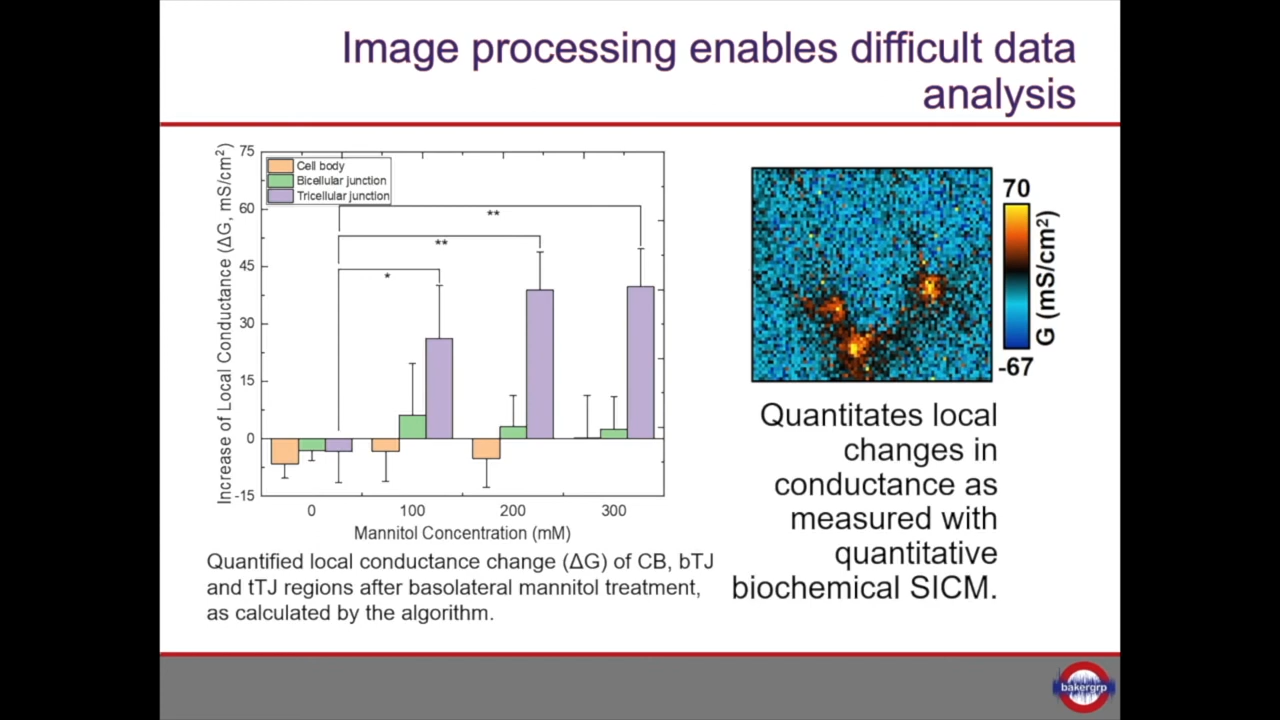 Image processing enables difficult data
analysis
Increase of Local Conductance (ΔG, mS/cm²)
75
60
45
30
15
0
-15
Cell body
Bicellular junction
Tricellular junction
**
**
*
0 100 200 300
Mannitol Concentration (mM)
Quantified local conductance change (ΔG) of CB, bTJ
and tTJ regions after basolateral mannitol treatment,
as calculated by the algorithm.
70
G (mS/cm²)
-67
Quantitates local
changes in
conductance as
measured with
quantitative
biochemical SICM.
bakergrp